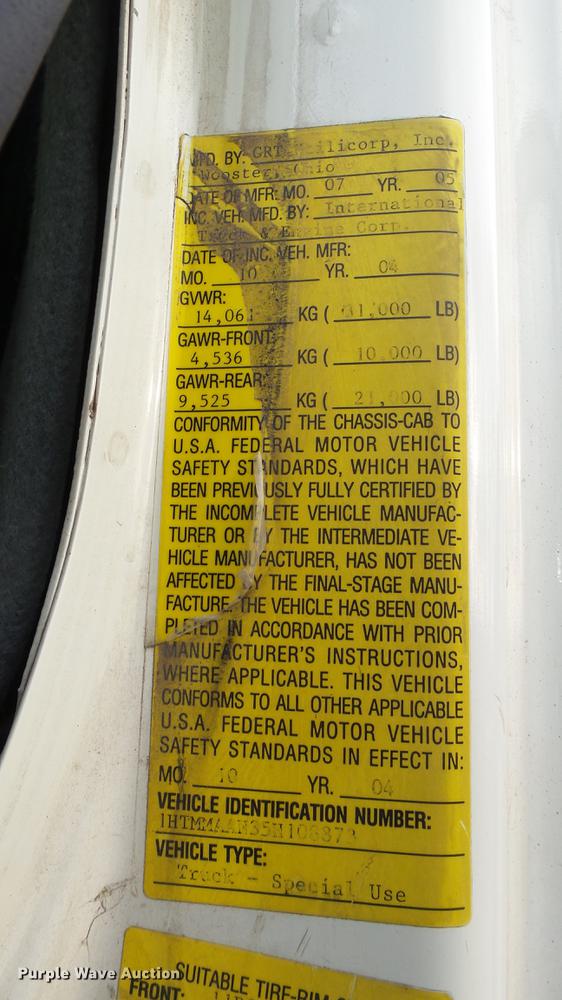 MFD. BY: GRT Inc.
Wooster, Ohio
DATE OF MFR: MO. 07 YR. 05
INC. VEH. MFD. BY: International
Truck & Engine Corp.
DATE OF INC. VEH. MFR:
MO. 10 YR. 04
GVWR:
14,061 KG ( 31,000 LB)
GAWR-FRONT:
4,536 KG ( 10,000 LB)
GAWR-REAR:
9,525 KG ( 21,000 LB)
CONFORMITY OF THE CHASSIS-CAB TO
U.S.A. FEDERAL MOTOR VEHICLE
SAFETY STANDARDS, WHICH HAVE
BEEN PREVIOUSLY FULLY CERTIFIED BY
THE INCOMPLETE VEHICLE MANUFAC-
TURER OR BY THE INTERMEDIATE VE-
HICLE MANUFACTURER, HAS NOT BEEN
AFFECTED BY THE FINAL-STAGE MANU-
FACTURE. THE VEHICLE HAS BEEN COM-
PLETED IN ACCORDANCE WITH PRIOR
MANUFACTURER'S INSTRUCTIONS,
WHERE APPLICABLE. THIS VEHICLE
CONFORMS TO ALL OTHER APPLICABLE
U.S.A. FEDERAL MOTOR VEHICLE
SAFETY STANDARDS IN EFFECT IN:
MO. 10 YR. 04
VEHICLE IDENTIFICATION NUMBER:
1HTMMAAN35H108873
VEHICLE TYPE:
Truck - Special Use
SUITABLE TIRE-RIM
FRONT:
Purple Wave Auction